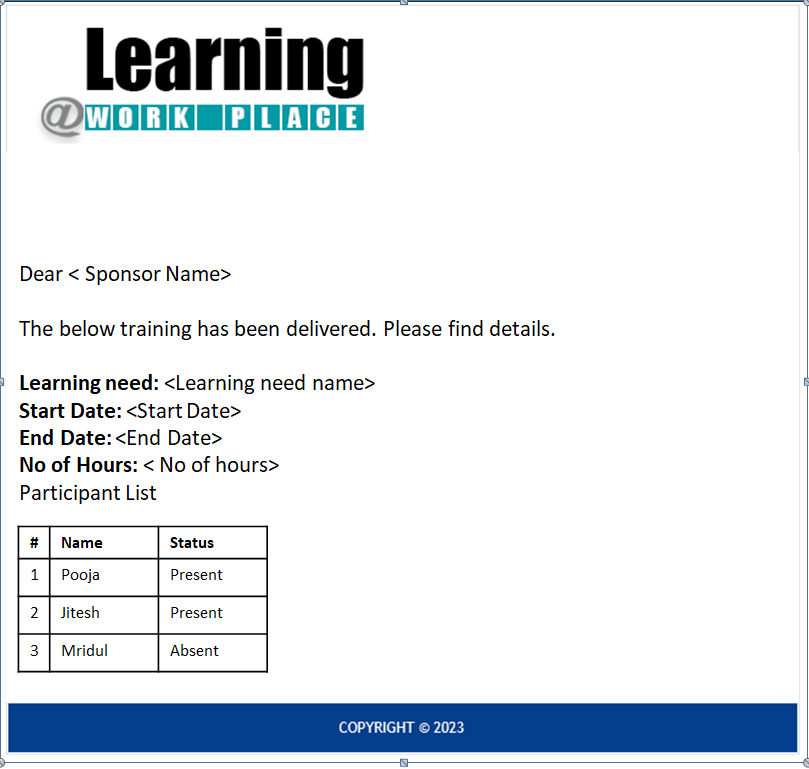 Learning
@WORK PLACE
Dear < Sponsor Name>
The below training has been delivered. Please find details.
Learning need: <Learning need name>
Start Date: <Start Date>
End Date: <End Date>
No of Hours: < No of hours>
Participant List
# Name Status
1 Pooja Present
2 Jitesh Present
3 Mridul Absent
COPYRIGHT © 2023